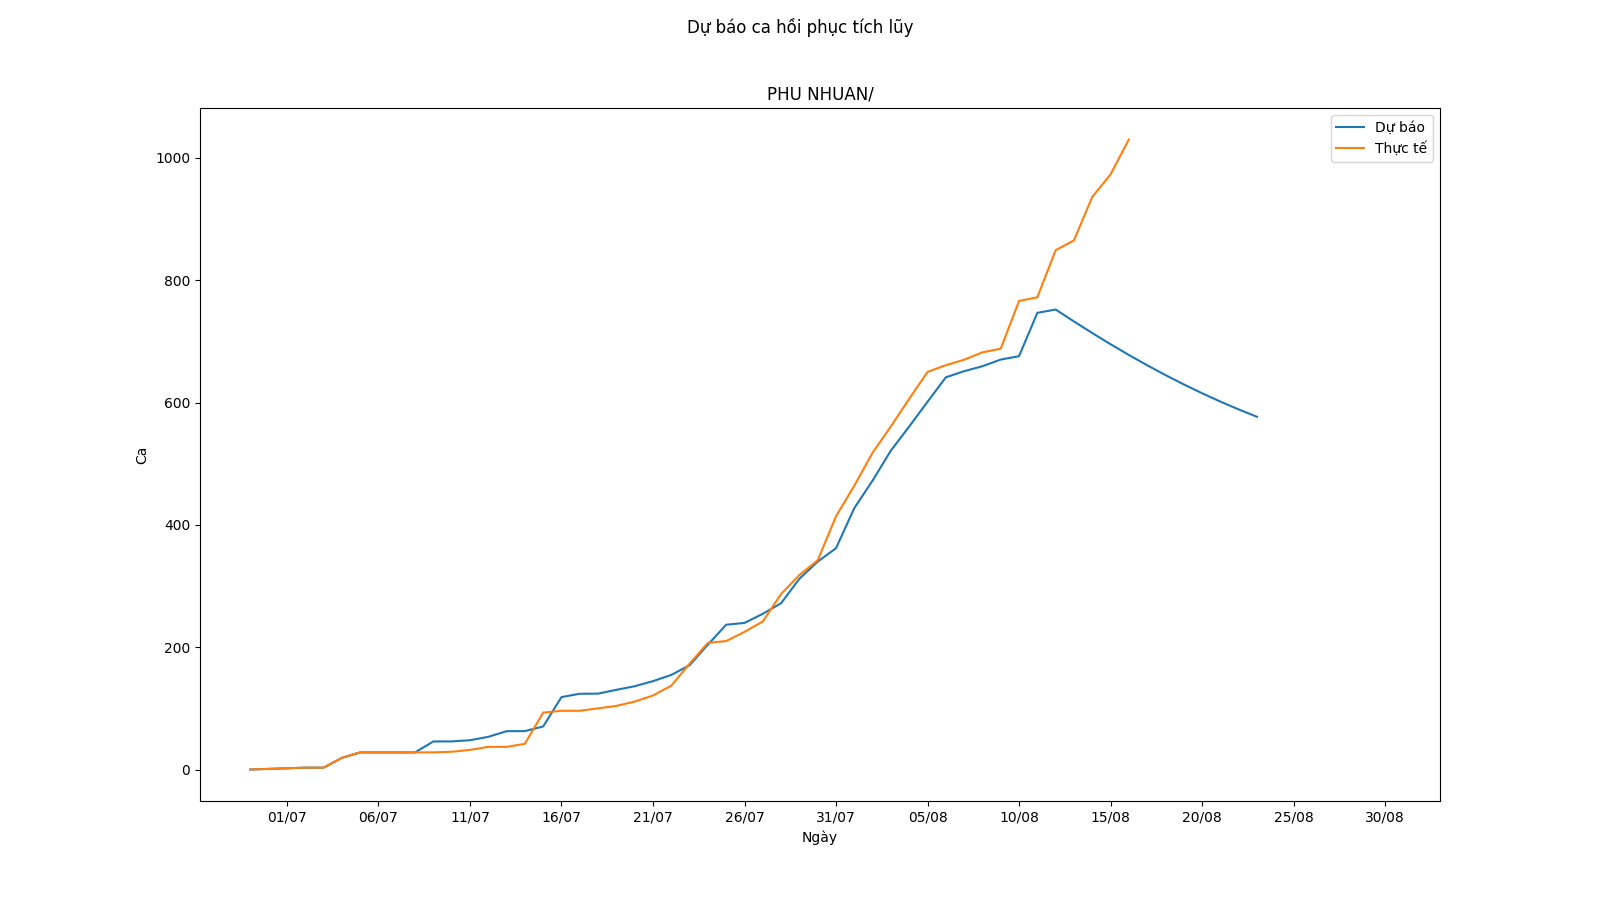 Dự báo ca hồi phục tích lũy
PHU NHUAN/
Dự báo
Thực tế
1000
800
600
400
200
0
Ca
01/07 06/07 11/07 16/07 21/07 26/07 31/07 05/08 10/08 15/08 20/08 25/08 30/08
Ngày